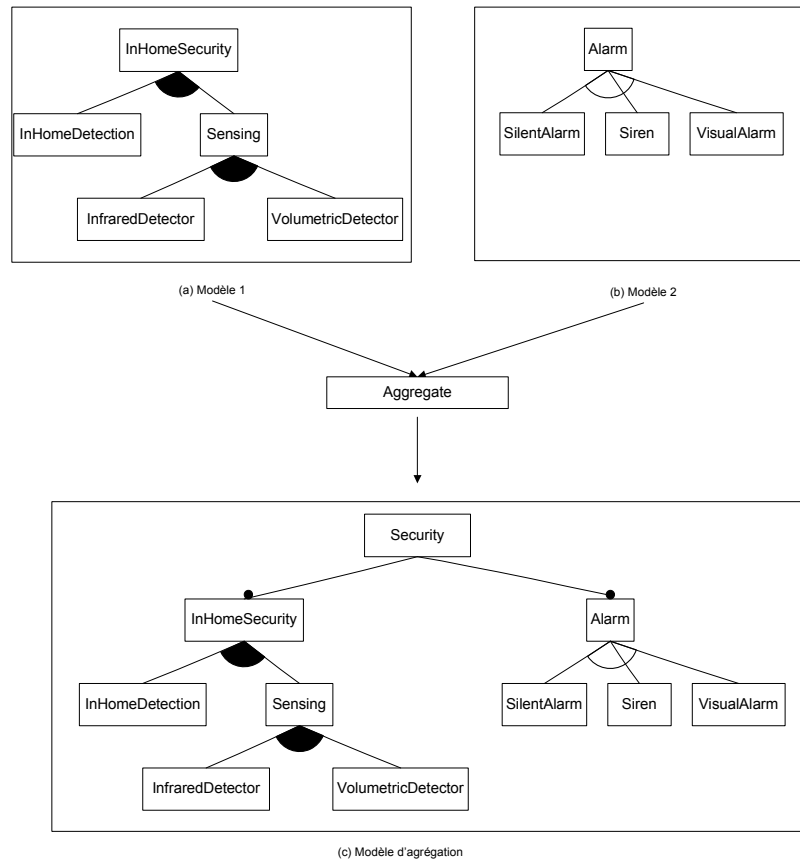 InHomeSecurity
InHomeDetection
Sensing
InfraredDetector
VolumetricDetector
(a) Modèle 1
Alarm
SilentAlarm
Siren
VisualAlarm
(b) Modèle 2
Aggregate
Security
InHomeSecurity
Alarm
InHomeDetection
Sensing
SilentAlarm
Siren
VisualAlarm
InfraredDetector
VolumetricDetector
(c) Modèle d'agrégation